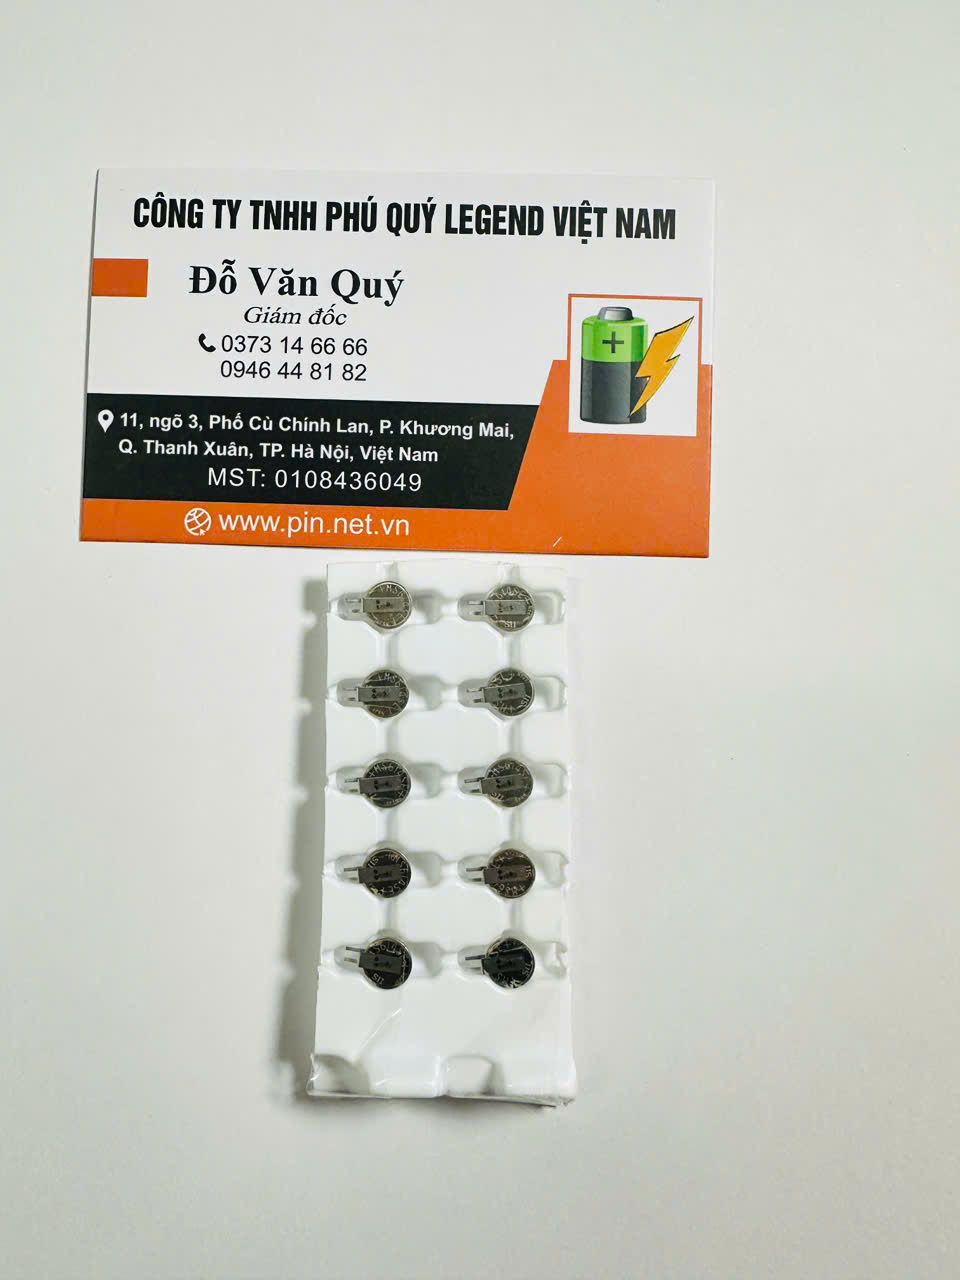 CÔNG TY TNHH PHÚ QUÝ LEGEND VIỆT NAM
Đỗ Văn Quý
Giám đốc
0373 14 66 66
0946 44 81 82
11, ngõ 3, Phố Cù Chính Lan, P. Khương Mai,
Q. Thanh Xuân, TP. Hà Nội, Việt Nam
MST: 0108436049
www.pin.net.vn